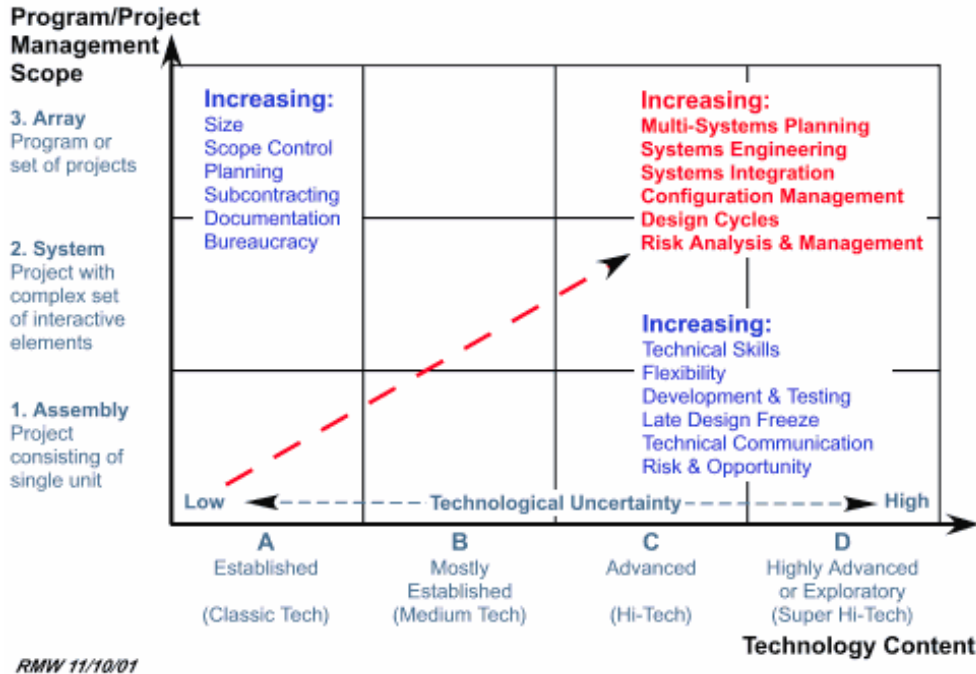 Program/Project
Management
Scope
3. Array
Program or
set of projects
2. System
Project with
complex set
of interactive
elements
1. Assembly
Project
consisting of
single unit
Increasing:
Size
Scope Control
Planning
Subcontracting
Documentation
Bureaucracy
Increasing:
Multi-Systems Planning
Systems Engineering
Systems Integration
Configuration Management
Design Cycles
Risk Analysis & Management
Increasing:
Technical Skills
Flexibility
Development & Testing
Late Design Freeze
Technical Communication
Risk & Opportunity
Low
Technological Uncertainty
High
A
Established
(Classic Tech)
B
Mostly
Established
(Medium Tech)
C
Advanced
(Hi-Tech)
D
Highly Advanced
or Exploratory
(Super Hi-Tech)
Technology Content
RMW 11/10/01